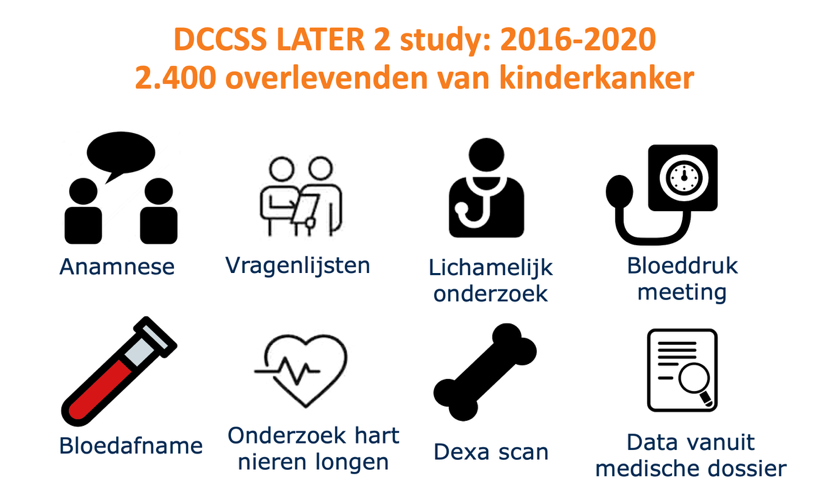 DCCSS LATER 2 study: 2016-2020
2.400 overlevenden van kinderkanker
Anamnese
Vragenlijsten
Lichamelijk
onderzoek
Bloeddruk
meeting
Bloedafname
Onderzoek hart
nieren longen
Dexa scan
Data vanuit
medische dossier